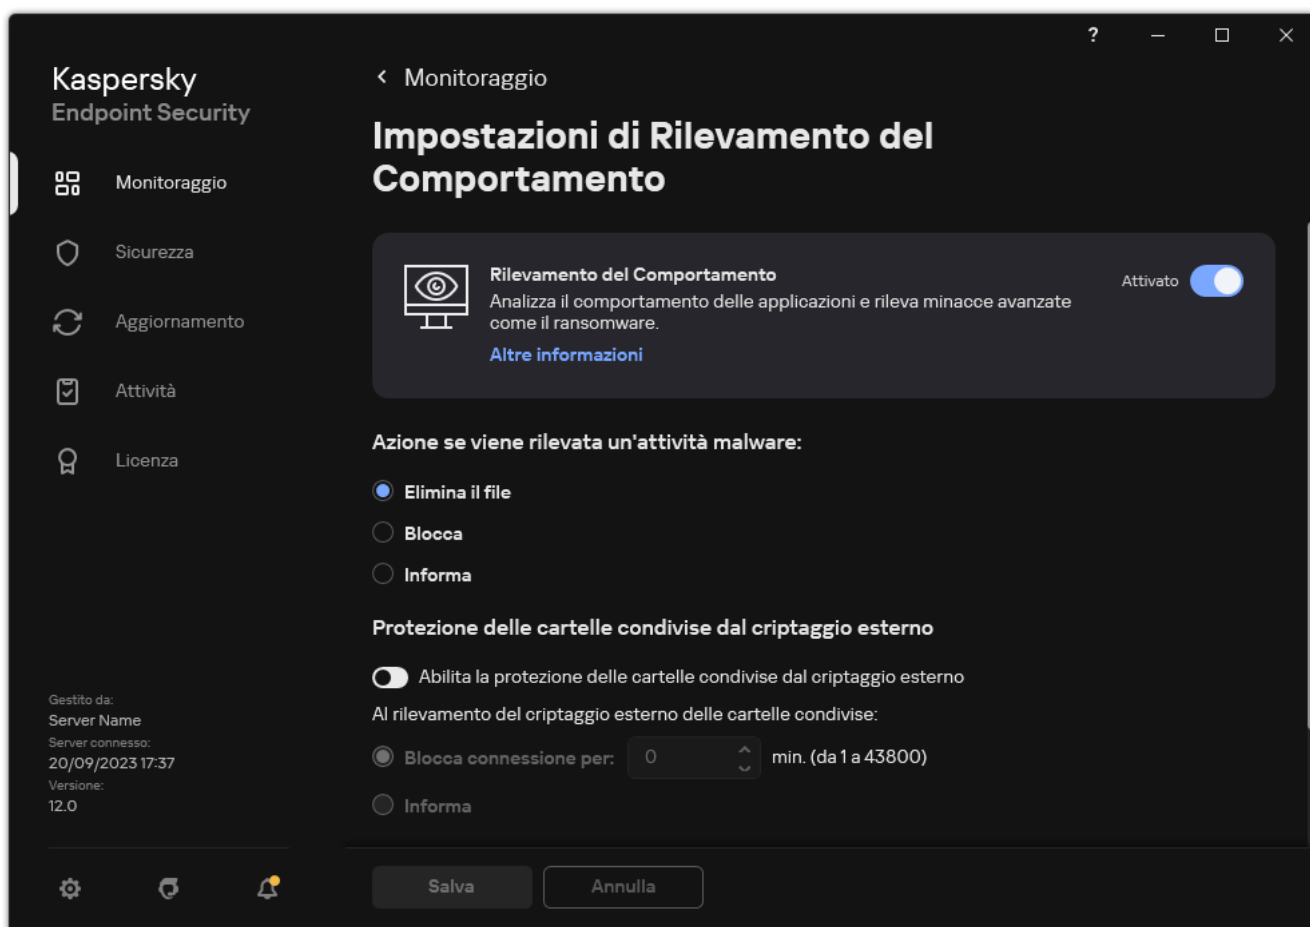 ?
Kaspersky
Endpoint Security
Monitoraggio
Sicurezza
Aggiornamento
Attività
Licenza
Gestito da:
Server Name
Server connesso:
20/09/2023 17:37
Versione:
12.0
Monitoraggio
Impostazioni di Rilevamento del
Comportamento
Rilevamento del Comportamento
Analizza il comportamento delle applicazioni e rileva minacce avanzate
come il ransomware.
Altre informazioni
Attivato
Azione se viene rilevata un'attività malware:
Elimina il file
Blocca
Informa
Protezione delle cartelle condivise dal criptaggio esterno
Abilita la protezione delle cartelle condivise dal criptaggio esterno
Al rilevamento del criptaggio esterno delle cartelle condivise:
Blocca connessione per: 0 min. (da 1 a 43800)
Informa
Salva Annulla